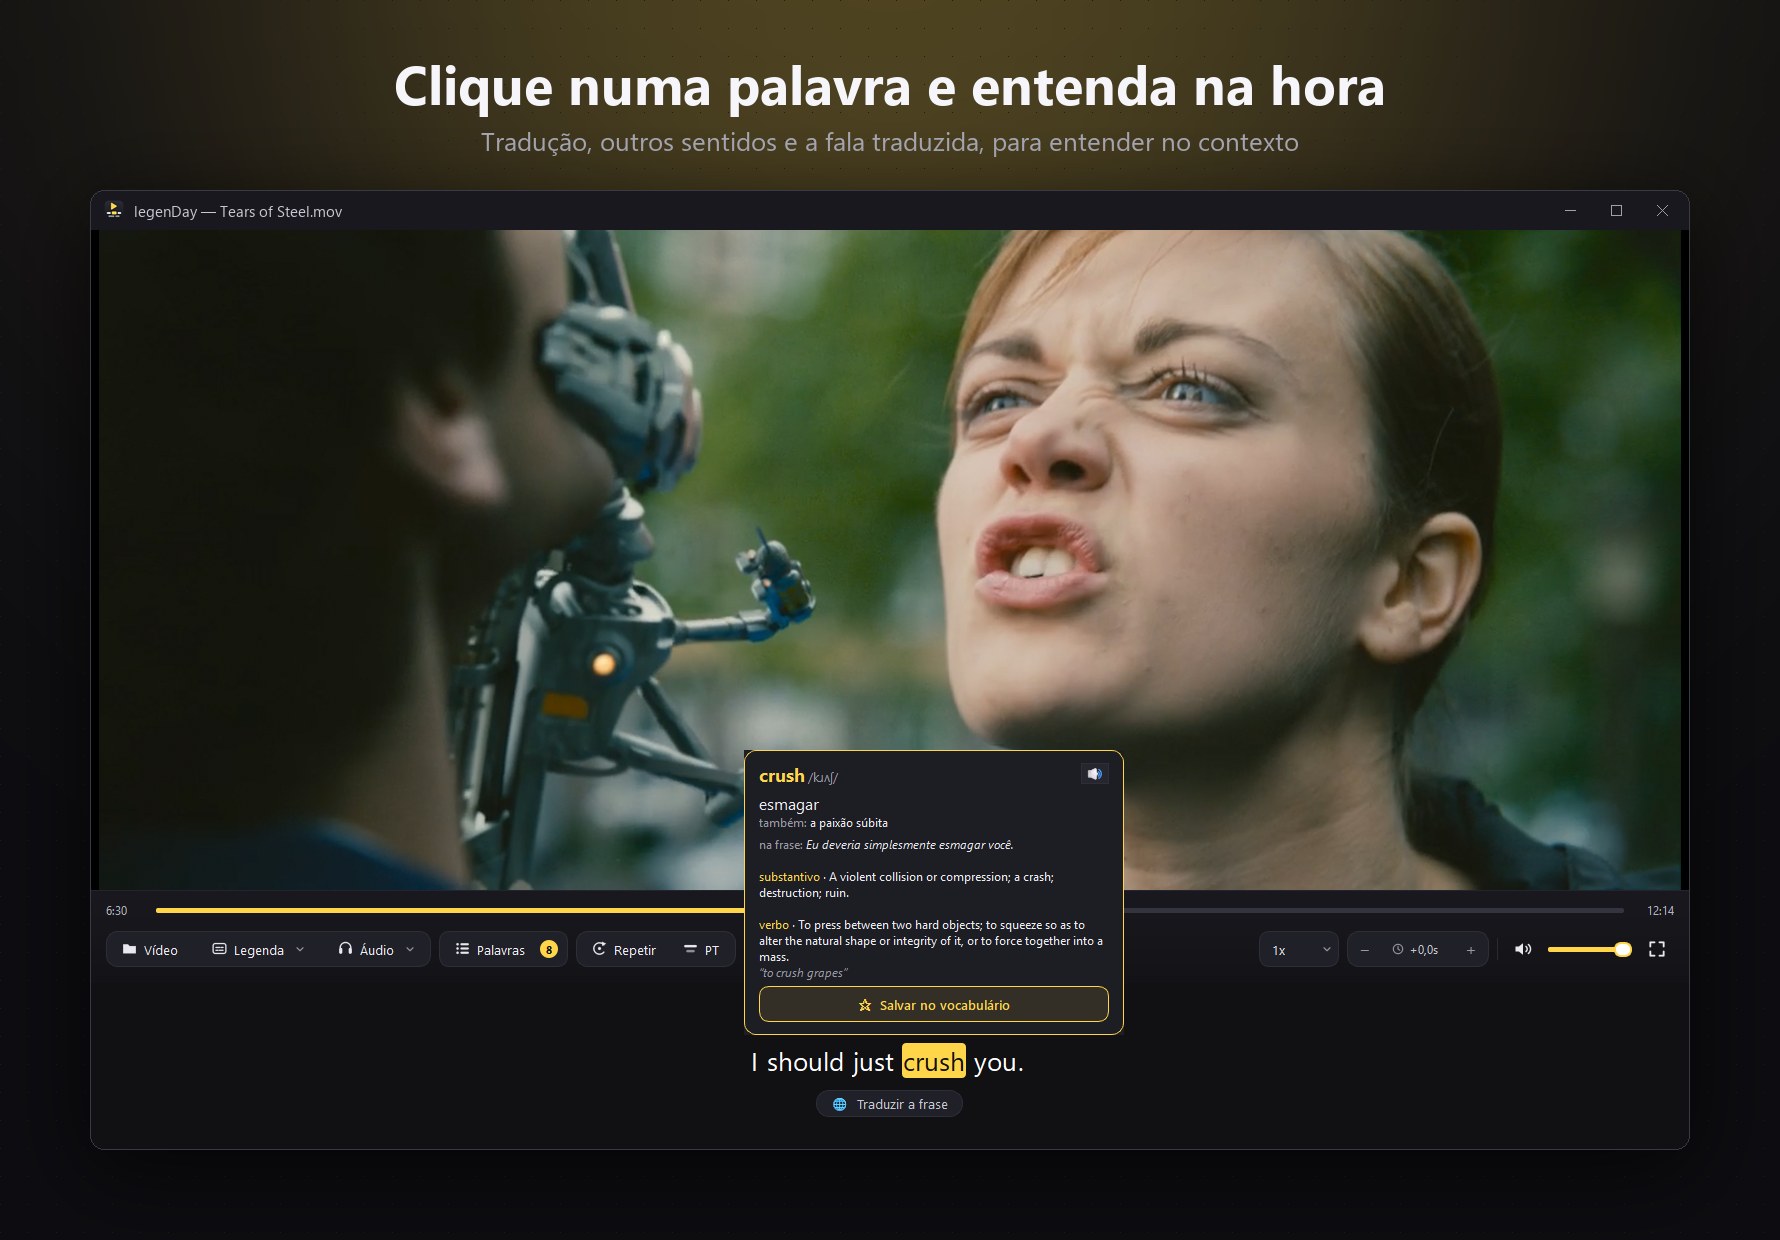 Clique numa palavra e entenda na hora
Tradução, outros sentidos e a fala traduzida, para entender no contexto
legenDay — Tears of Steel.mov
crush /kɹʌʃ/
esmagar
também: a paixão súbita
na frase: Eu deveria simplesmente esmagar você.
substantivo · A violent collision or compression; a crash;
destruction; ruin.
verbo · To press between two hard objects; to squeeze so as to
alter the natural shape or integrity of it, or to force together into a
mass.
“to crush grapes”
Salvar no vocabulário
6:30 12:14
Vídeo Legenda Áudio Palavras 8 Repetir PT 1x − +0,0s +
I should just crush you.
Traduzir a frase